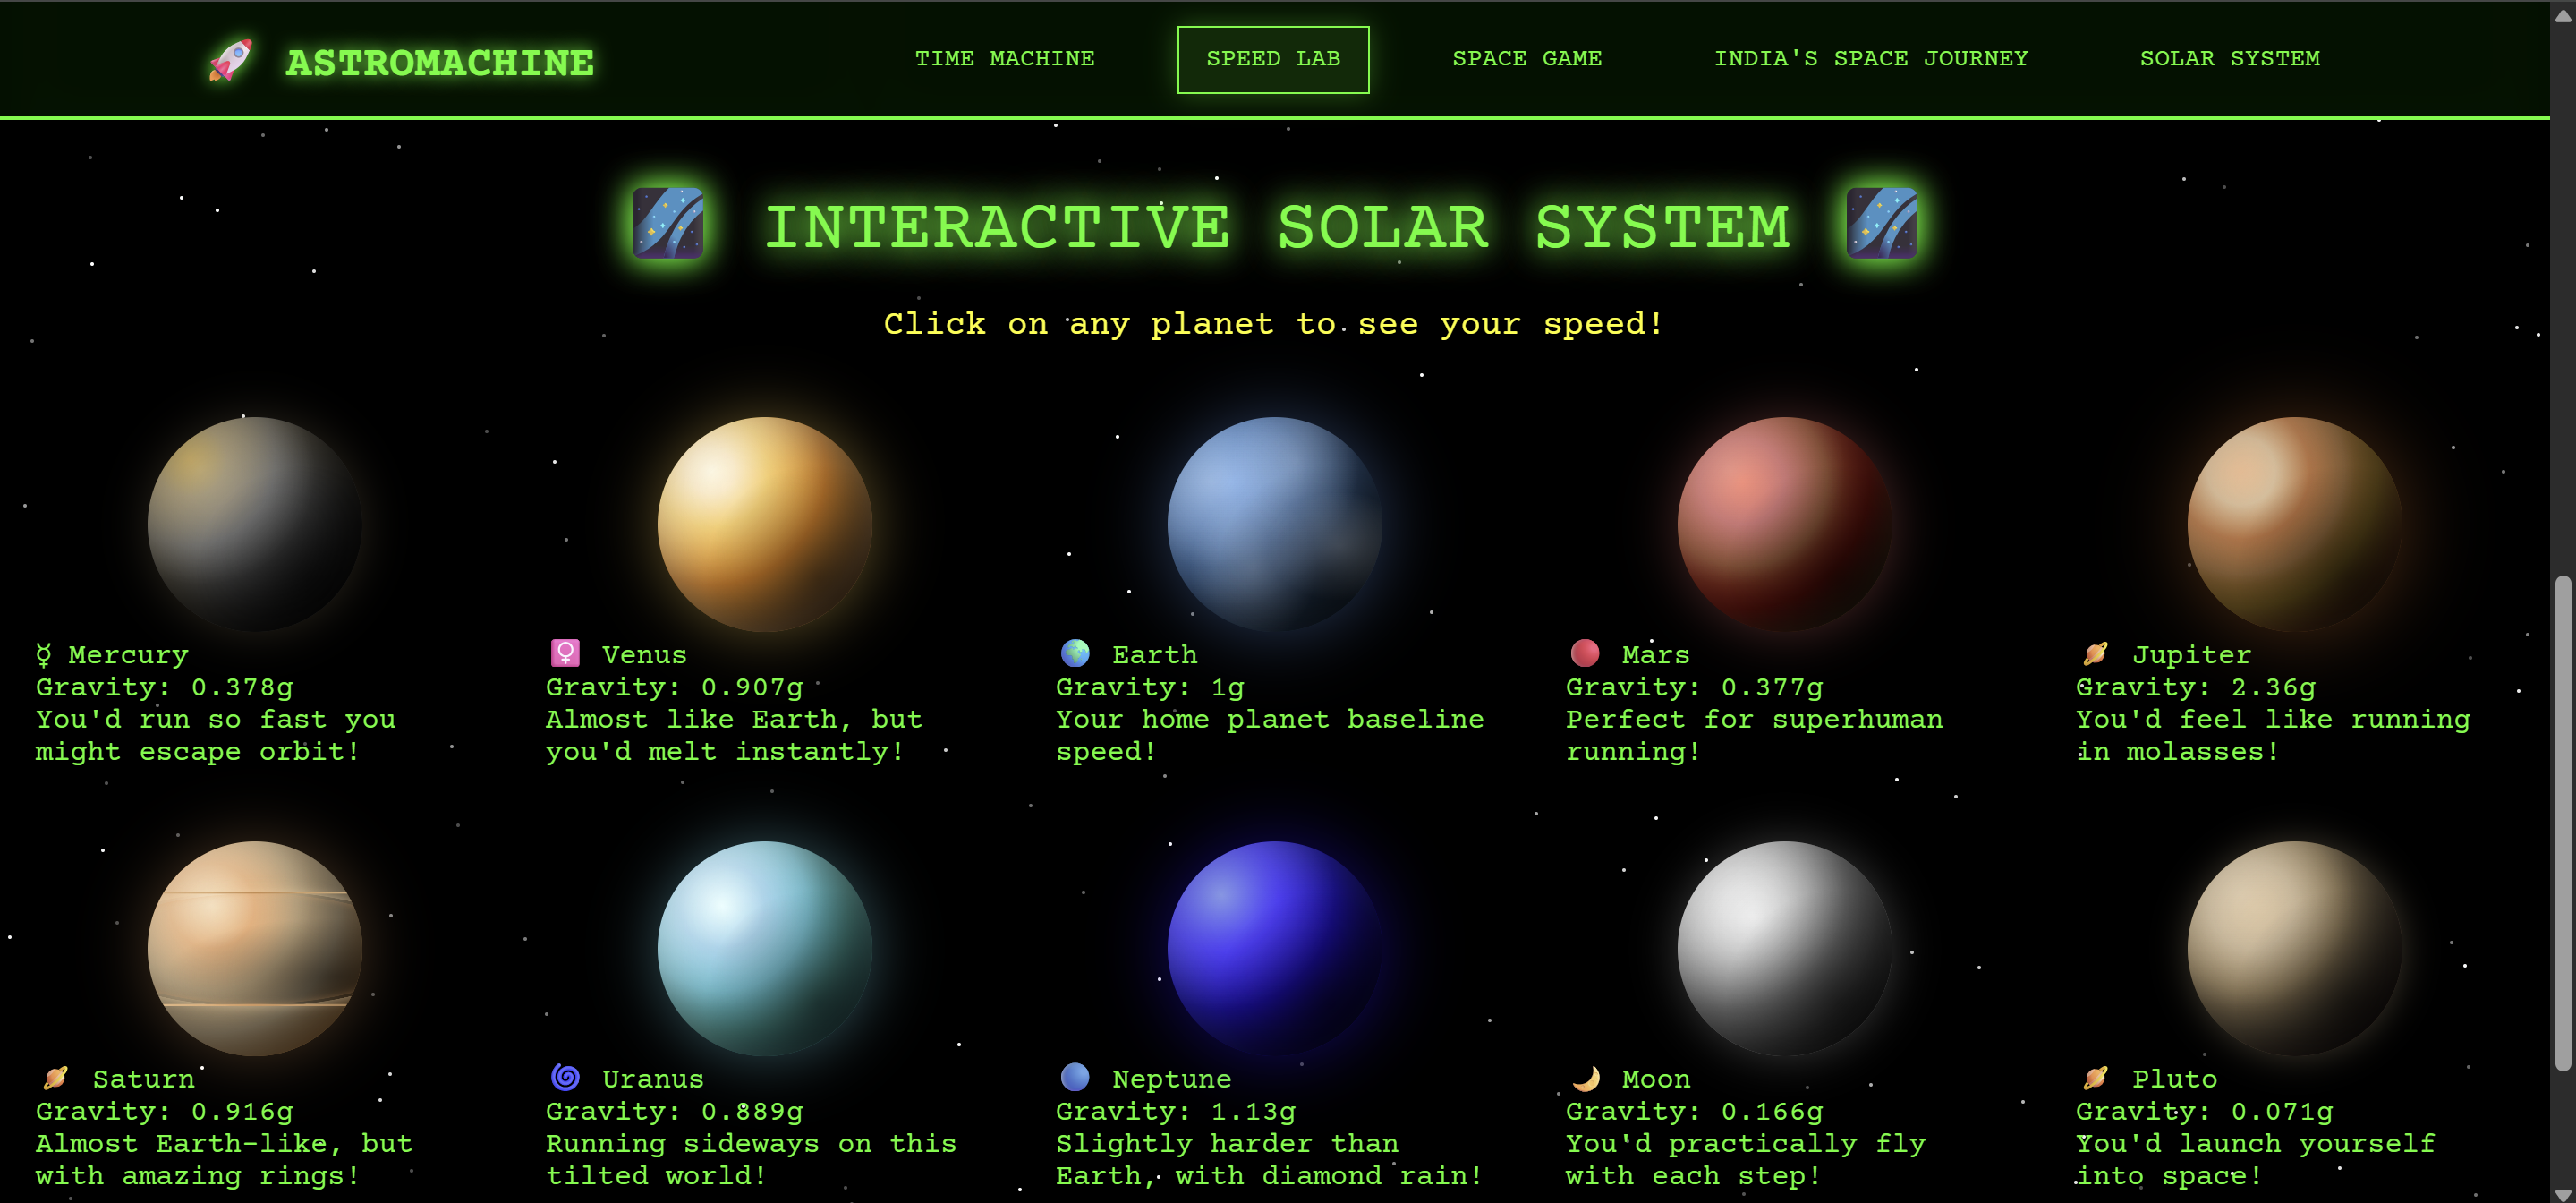 ASTROMACHINE
TIME MACHINE
SPEED LAB
SPACE GAME
INDIA'S SPACE JOURNEY
SOLAR SYSTEM
INTERACTIVE SOLAR SYSTEM
Click on any planet to see your speed!
☿ Mercury
Gravity: 0.378g
You'd run so fast you
might escape orbit!
♀ Venus
Gravity: 0.907g
Almost like Earth, but
you'd melt instantly!
Earth
Gravity: 1g
Your home planet baseline
speed!
Mars
Gravity: 0.377g
Perfect for superhuman
running!
Jupiter
Gravity: 2.36g
You'd feel like running
in molasses!
Saturn
Gravity: 0.916g
Almost Earth-like, but
with amazing rings!
Uranus
Gravity: 0.889g
Running sideways on this
tilted world!
Neptune
Gravity: 1.13g
Slightly harder than
Earth, with diamond rain!
Moon
Gravity: 0.166g
You'd practically fly
with each step!
Pluto
Gravity: 0.071g
You'd launch yourself
into space!